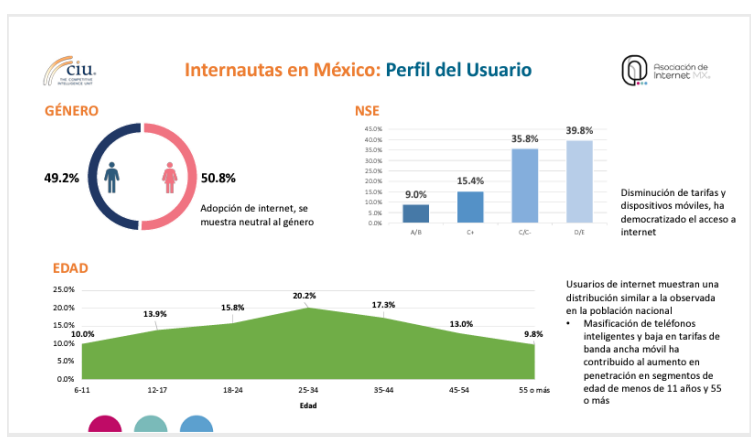 ciu.
THE COMPETITIVE
INTELLIGENCE UNIT
Internautas en México: Perfil del Usuario
Asociación de
Internet MX.
GÉNERO
49.2%
50.8%
Adopción de internet, se
muestra neutral al género
NSE
45.0%
40.0%
35.0%
30.0%
25.0%
20.0%
15.0%
10.0%
5.0%
0.0%
9.0%
15.4%
35.8%
39.8%
A/B
C+
C/C-
D/E
Disminución de tarifas y
dispositivos móviles, ha
democratizado el acceso a
internet
EDAD
25.0%
20.0%
15.0%
10.0%
5.0%
0.0%
10.0%
13.9%
15.8%
20.2%
17.3%
13.0%
9.8%
6-11
12-17
18-24
25-34
35-44
45-54
55 o más
Edad
Usuarios de internet muestran una
distribución similar a la observada
en la población nacional
• Masificación de teléfonos
inteligentes y baja en tarifas de
banda ancha móvil ha
contribuido al aumento en
penetración en segmentos de
edad de menos de 11 años y 55
o más